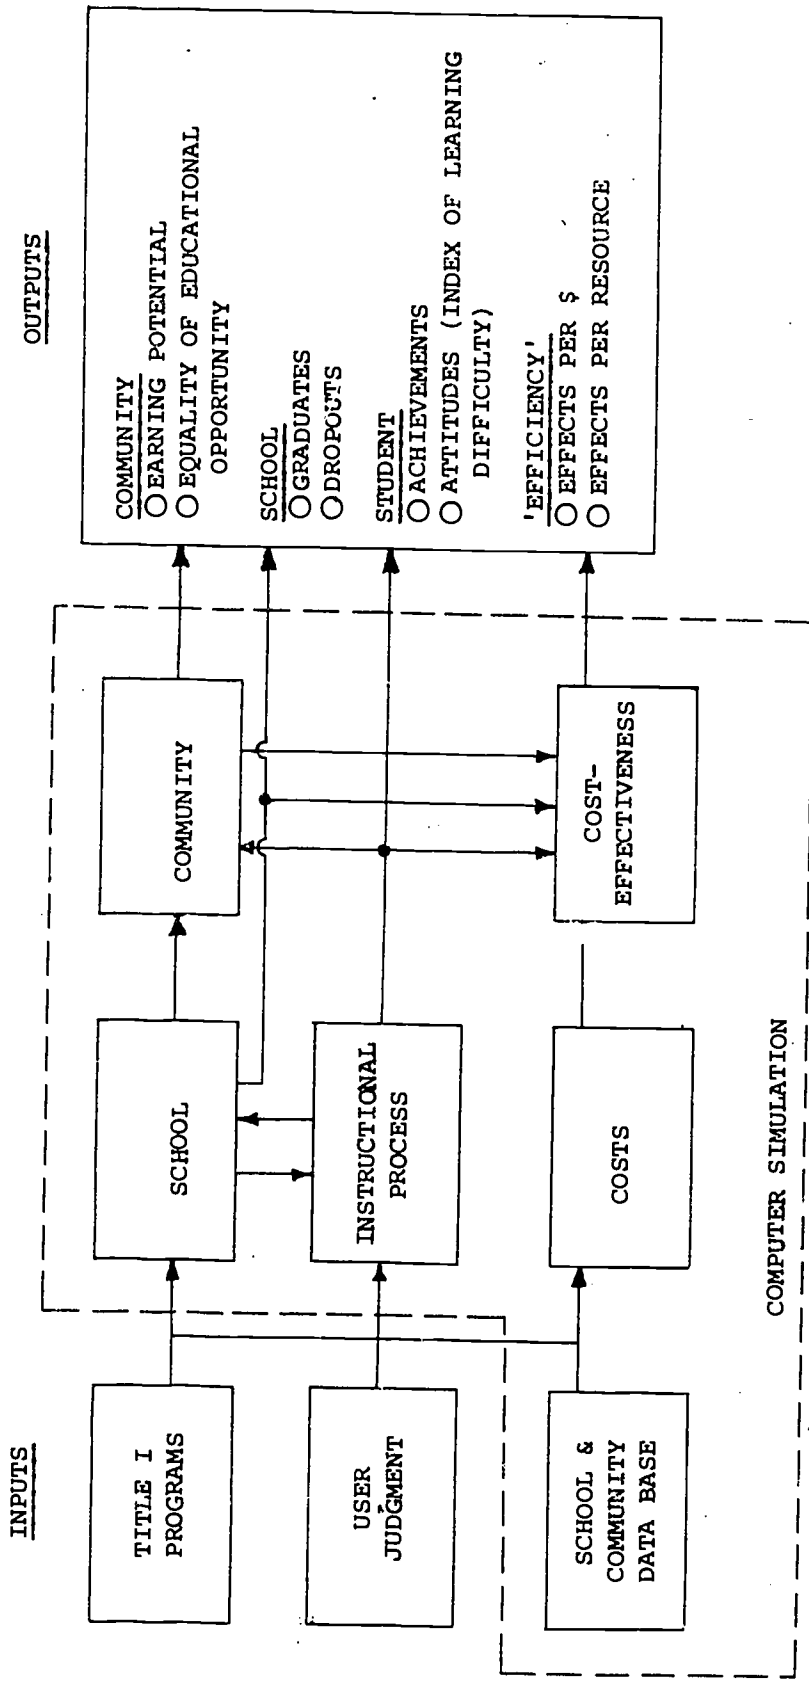 INPUTS
TITLE I
PROGRAMS
USER
JUDGMENT
SCHOOL &
COMMUNITY
DATA BASE
SCHOOL
INSTRUCTIONAL
PROCESS
COSTS
COMMUNITY
COST-
EFFECTIVENESS
COMPUTER SIMULATION
OUTPUTS
COMMUNITY
○ EARNING POTENTIAL
○ EQUALITY OF EDUCATIONAL
OPPORTUNITY
SCHOOL
○ GRADUATES
○ DROPOUTS
STUDENT
○ ACHIEVEMENTS
○ ATTITUDES (INDEX OF LEARNING
DIFFICULTY)
'EFFICIENCY'
○ EFFECTS PER $
○ EFFECTS PER RESOURCE